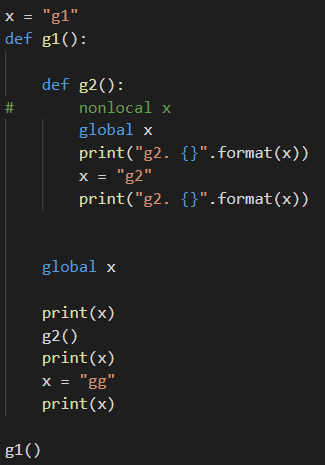 x = "g1"
def g1():
    def g2():
#       nonlocal x
        global x
        print("g2. {}".format(x))
        x = "g2"
        print("g2. {}".format(x))
    global x
    print(x)
    g2()
    print(x)
    x = "gg"
    print(x)
g1()